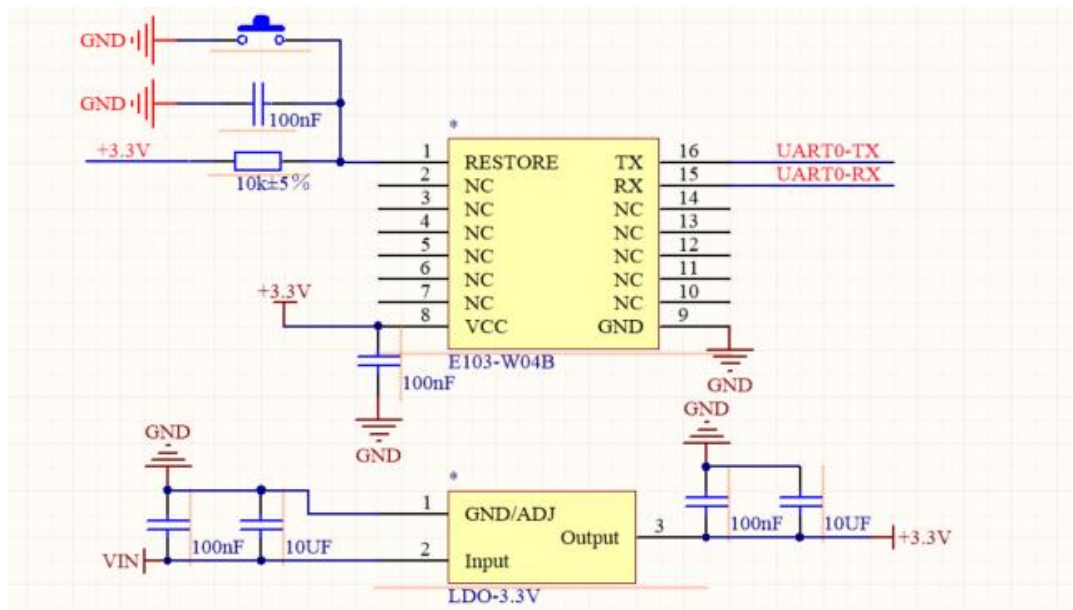 GND
GND
100nF
+3.3V
10k±5%
*
1 RESTORE TX 16 UART0-TX
2 NC RX 15 UART0-RX
3 NC NC 14
4 NC NC 13
5 NC NC 12
6 NC NC 11
7 NC NC 10
8 VCC GND 9
E103-W04B
+3.3V
100nF
GND
GND
GND
100nF
10UF
VIN
*
1 GND/ADJ
2 Input
Output 3
LDO-3.3V
GND
100nF
10UF
+3.3V